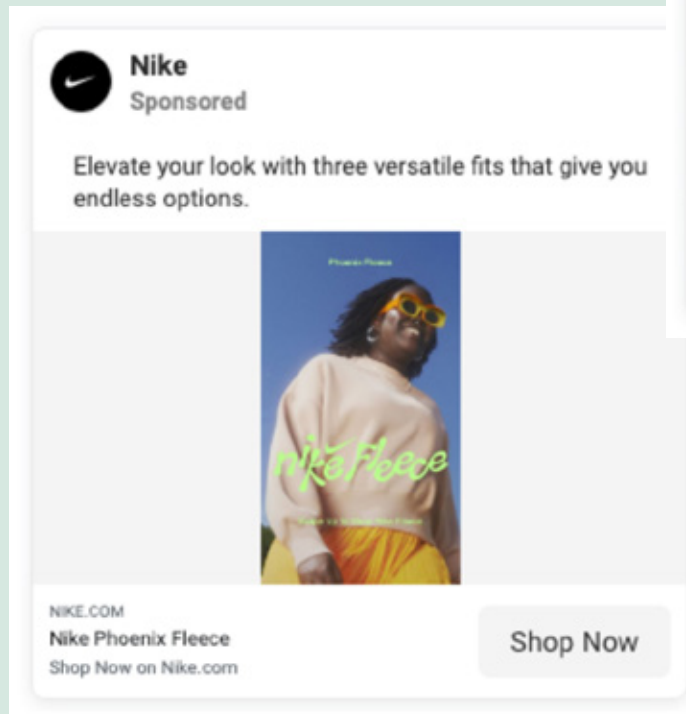 Nike
Sponsored
Elevate your look with three versatile fits that give you
endless options.
Phoenix Fleece
nike Fleece
NIKE.COM
Nike Phoenix Fleece
Shop Now on Nike.com
Shop Now